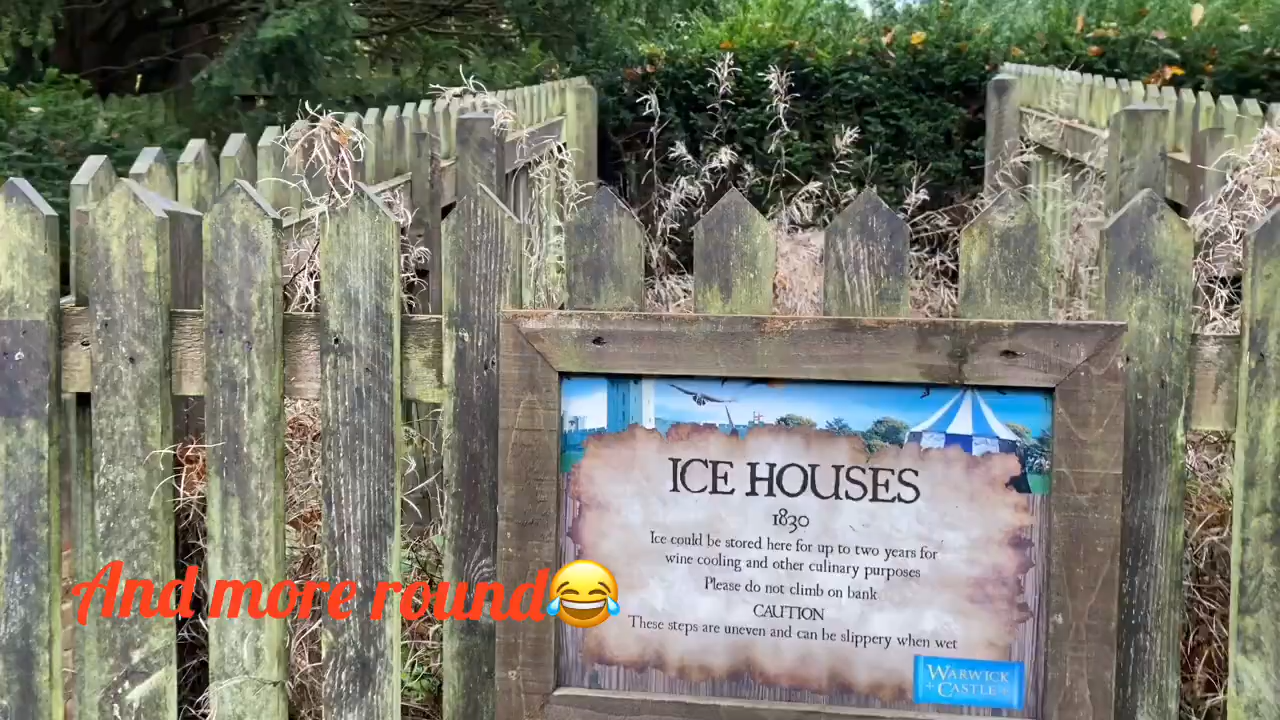 ICE HOUSES
1830
Ice could be stored here for up to two years for
wine cooling and other culinary purposes
Please do not climb on bank
CAUTION
These steps are uneven and can be slippery when wet
WARWICK
CASTLE
And more round😂